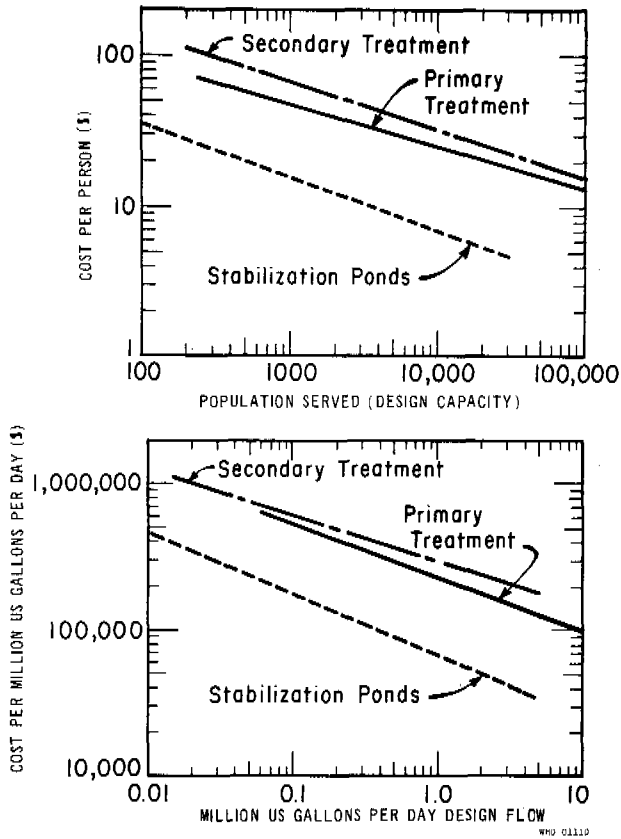 100
10
1
COST PER PERSON ($)
Secondary Treatment
Primary
Treatment
Stabilization Ponds
100
1000
10,000
100,000
POPULATION SERVED (DESIGN CAPACITY)
1,000,000
100,000
10,000
COST PER MILLION US GALLONS PER DAY ($)
Secondary Treatment
Primary
Treatment
Stabilization Ponds
0.01
0.1
1.0
10
MILLION US GALLONS PER DAY DESIGN FLOW
WHO 01110